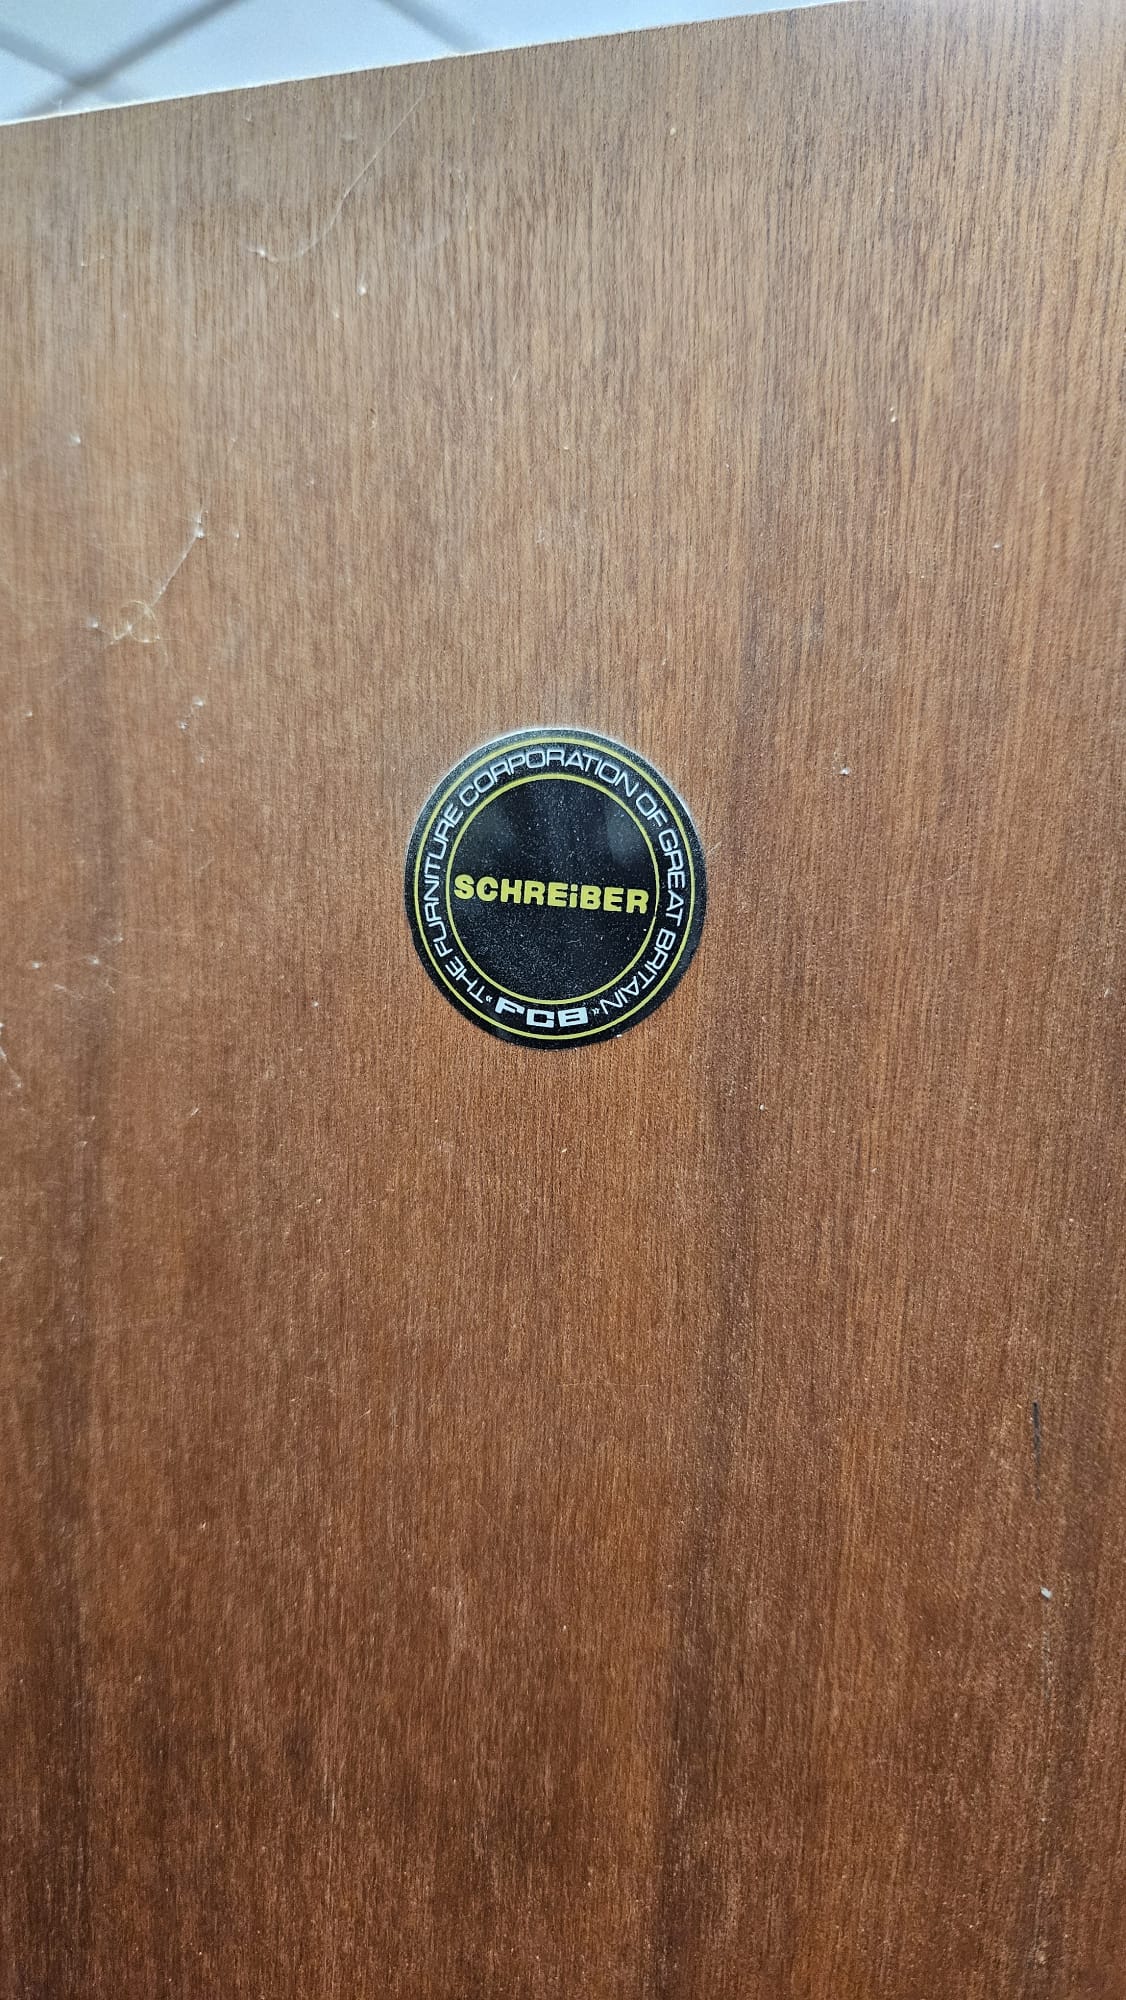 "THE FURNITURE CORPORATION OF GREAT BRITAIN"
SCHREiBER
FCB